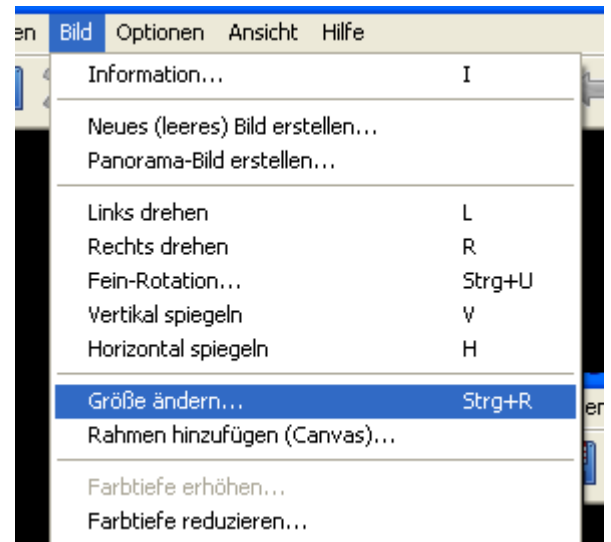 en Bild Optionen Ansicht Hilfe
Information... I
Neues (leeres) Bild erstellen...
Panorama-Bild erstellen...
Links drehen L
Rechts drehen R
Fein-Rotation... Strg+U
Vertikal spiegeln V
Horizontal spiegeln H
Größe ändern... Strg+R
Rahmen hinzufügen (Canvas)...
Farbtiefe erhöhen...
Farbtiefe reduzieren...